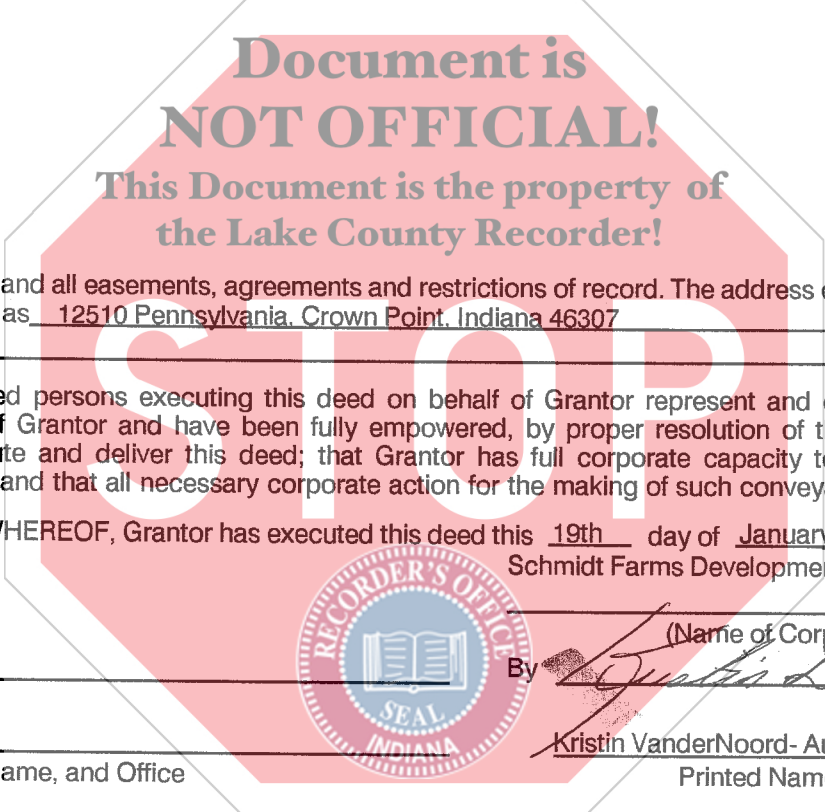 Document is
NOT OFFICIAL!
This Document is the property of
the Lake County Recorder!
STOP
and all easements, agreements and restrictions of record. The address
as 12510 Pennsylvania, Crown Point, Indiana 46307
ed persons executing this deed on behalf of Grantor represent and
f Grantor and have been fully empowered, by proper resolution of t
te and deliver this deed; that Grantor has full corporate capacity t
and that all necessary corporate action for the making of such convey
WHEREOF, Grantor has executed this deed this 19th day of January
Schmidt Farms Developme
(Name of Corp
By
RECORDER'S OFFICE
SEAL
INDIANA
Kristin VanderNoord- Au
ame, and Office
Printed Nam